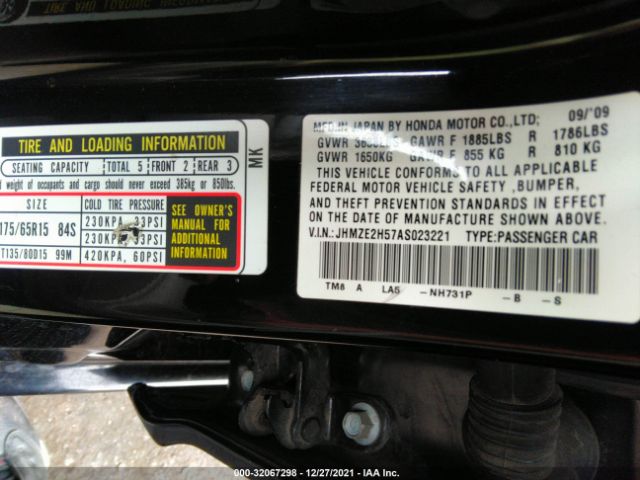 TIRE AND LOADING INFORMATION
SEATING CAPACITY TOTAL 5 FRONT 2 REAR 3
weight of occupants and cargo should never exceed 385kg or 850lbs.
SIZE COLD TIRE PRESSURE
175/65R15 84S 230KPA, 33PSI
230KPA, 33PSI
T135/80D15 99M 420KPA, 60PSI
SEE OWNER'S
MANUAL FOR
ADDITIONAL
INFORMATION
MK
MFD.IN JAPAN BY HONDA MOTOR CO.,LTD; 09/'09
GVWR GAWR F 1885LBS R 1786LBS
GVWR 1650KG GAWR F 855 KG R 810 KG
THIS VEHICLE CONFORMS TO ALL APPLICABLE
FEDERAL MOTOR VEHICLE SAFETY ,BUMPER,
AND THEFT PREVENTION STANDARDS IN EFFECT
ON THE DATE OF MANUFACTURE SHOWN ABOVE.
V.I.N.: JHMZE2H57AS023221 TYPE:PASSENGER CAR
TM8 A LA5 -NH731P -B -S
000-32067298 - 12/27/2021 - IAA Inc.